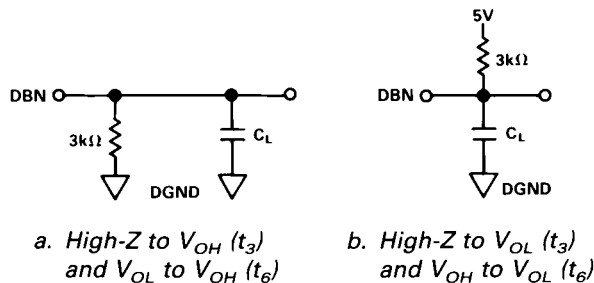 DBN
3kΩ
C_L
DGND
a. High-Z to V_OH (t_3)
and V_OL to V_OH (t_6)
5V
3kΩ
DBN
C_L
DGND
b. High-Z to V_OL (t_3)
and V_OH to V_OL (t_6)